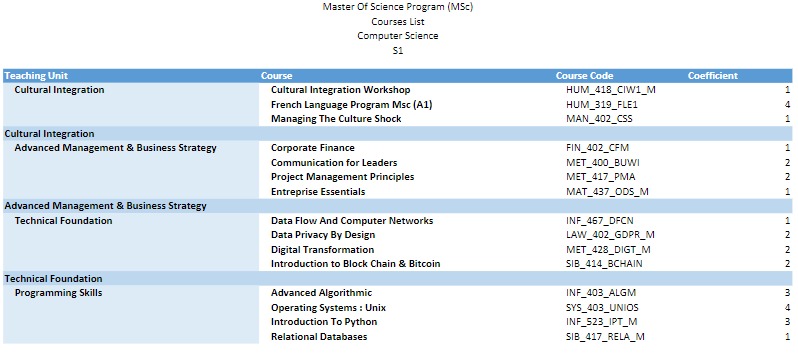 Master Of Science Program (MSc)
Courses List
Computer Science
S1
Teaching Unit Course Course Code Coefficient
Cultural Integration Cultural Integration Workshop HUM_418_CIW1_M 1
French Language Program Msc (A1) HUM_319_FLE1 4
Managing The Culture Shock MAN_402_CSS 1
Cultural Integration
Advanced Management & Business Strategy Corporate Finance FIN_402_CFM 1
Communication for Leaders MET_400_BUWI 2
Project Management Principles MET_417_PMA 2
Entreprise Essentials MAT_437_ODS_M 1
Advanced Management & Business Strategy
Technical Foundation Data Flow And Computer Networks INF_467_DFCN 1
Data Privacy By Design LAW_402_GDPR_M 2
Digital Transformation MET_428_DIGT_M 2
Introduction to Block Chain & Bitcoin SIB_414_BCHAIN 2
Technical Foundation
Programming Skills Advanced Algorithmic INF_403_ALGM 3
Operating Systems : Unix SYS_403_UNIOS 4
Introduction To Python INF_523_IPT_M 3
Relational Databases SIB_417_RELA_M 1